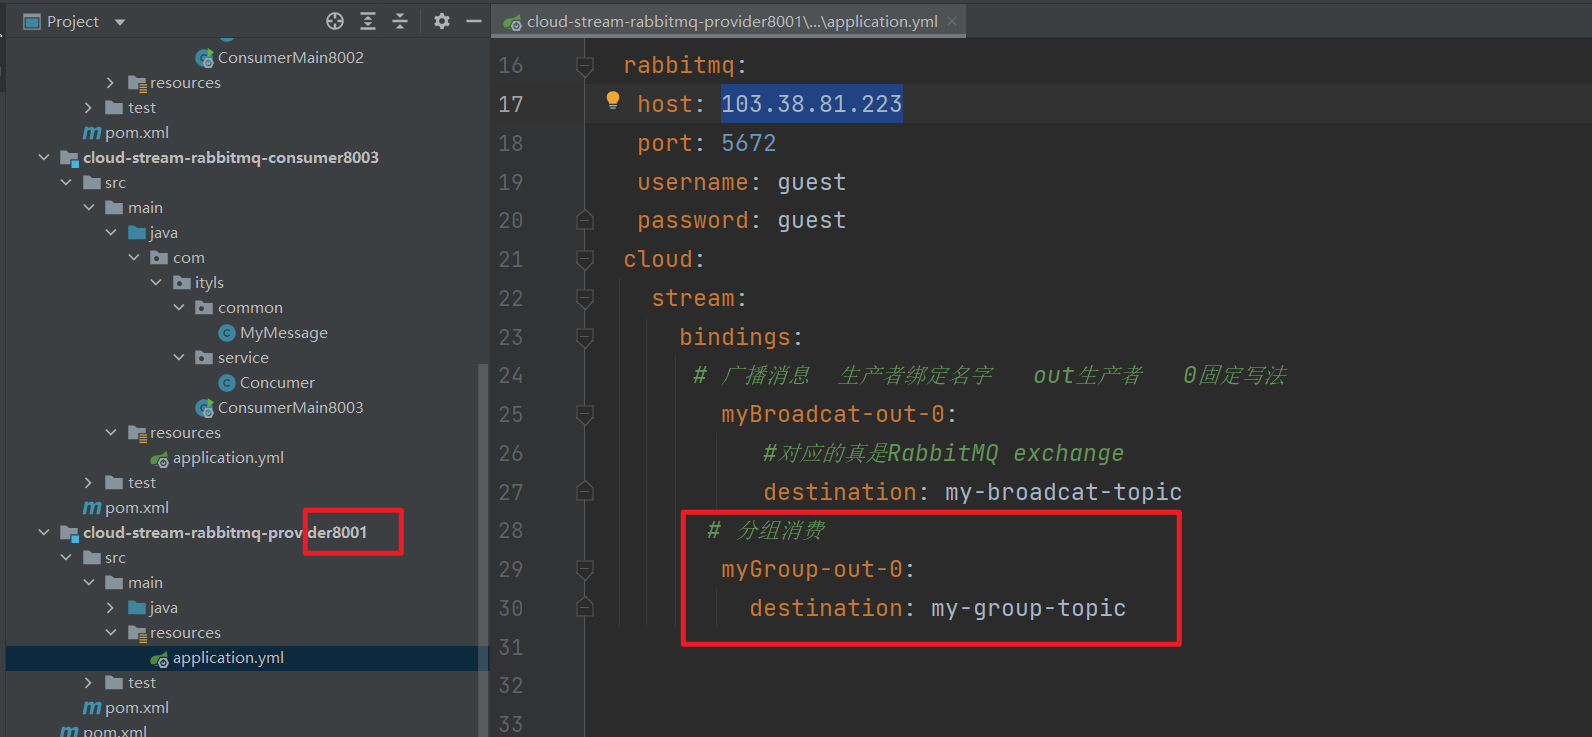 Project
ConsumerMain8002
resources
test
pom.xml
cloud-stream-rabbitmq-consumer8003
src
main
java
com
ityls
common
MyMessage
service
Concumer
ConsumerMain8003
resources
application.yml
test
pom.xml
cloud-stream-rabbitmq-provider8001
src
main
java
resources
application.yml
test
pom.xml
pom.xml
cloud-stream-rabbitmq-provider8001\...\application.yml
16 rabbitmq:
17 host: 103.38.81.223
18 port: 5672
19 username: guest
20 password: guest
21 cloud:
22 stream:
23 bindings:
24 # 广播消息 生产者绑定名字 out生产者 0固定写法
25 myBroadcat-out-0:
26 #对应的真是RabbitMQ exchange
27 destination: my-broadcat-topic
28 # 分组消费
29 myGroup-out-0:
30 destination: my-group-topic
31
32
33